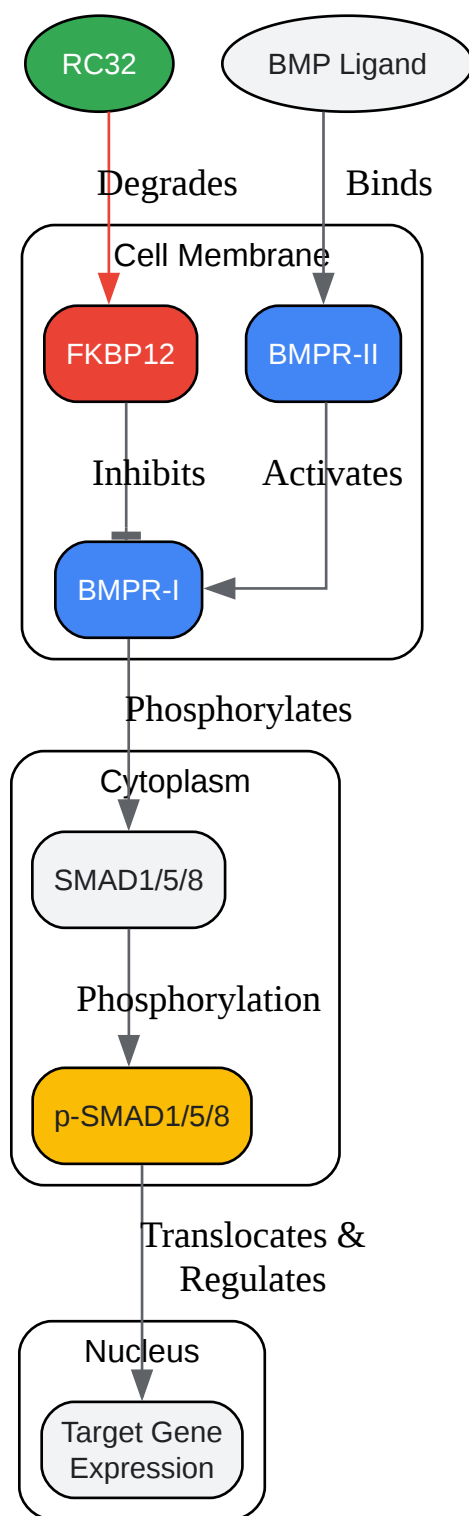 RC32
BMP Ligand
Degrades
Binds
Cell Membrane
FKBP12
BMPR-II
Inhibits
Activates
BMPR-I
Phosphorylates
Cytoplasm
SMAD1/5/8
Phosphorylation
p-SMAD1/5/8
Translocates &
Regulates
Nucleus
Target Gene
Expression